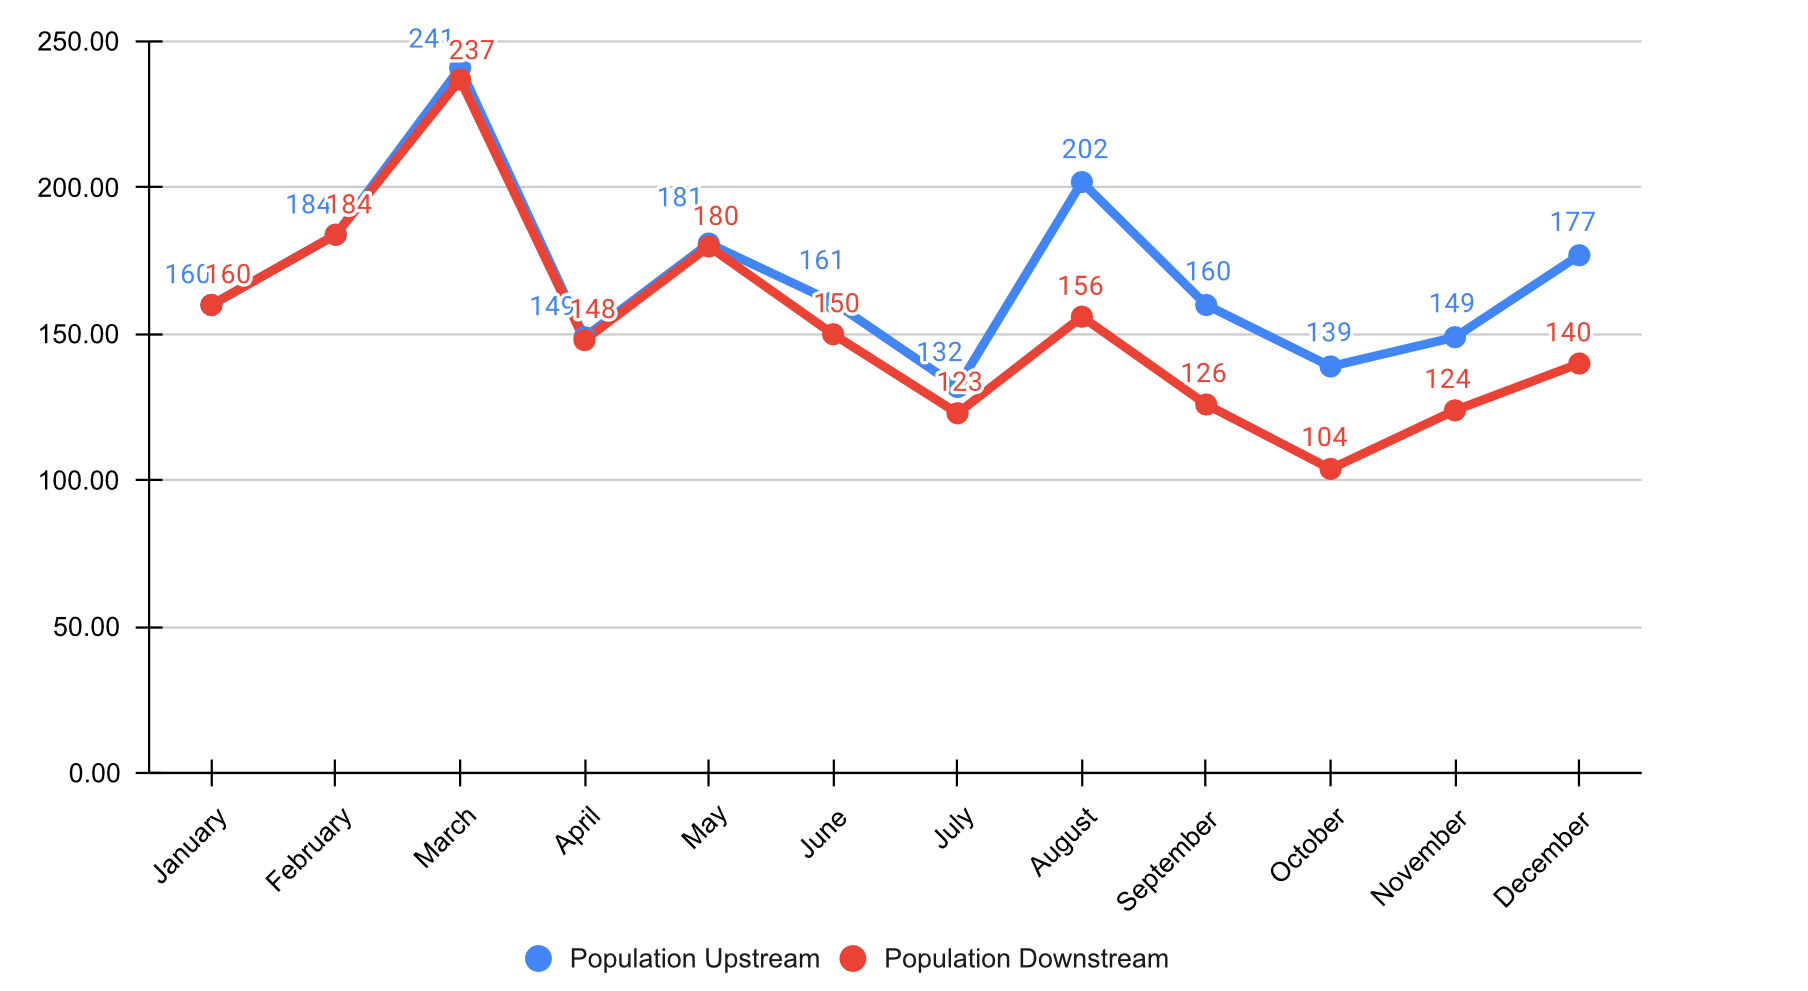 250.00
200.00
150.00
100.00
50.00
0.00
160 184 241 149 181 161 132 202 160 139 149 177
160 184 237 148 180 150 123 156 126 104 124 140
January February March April May June July August September October November December
Population Upstream Population Downstream